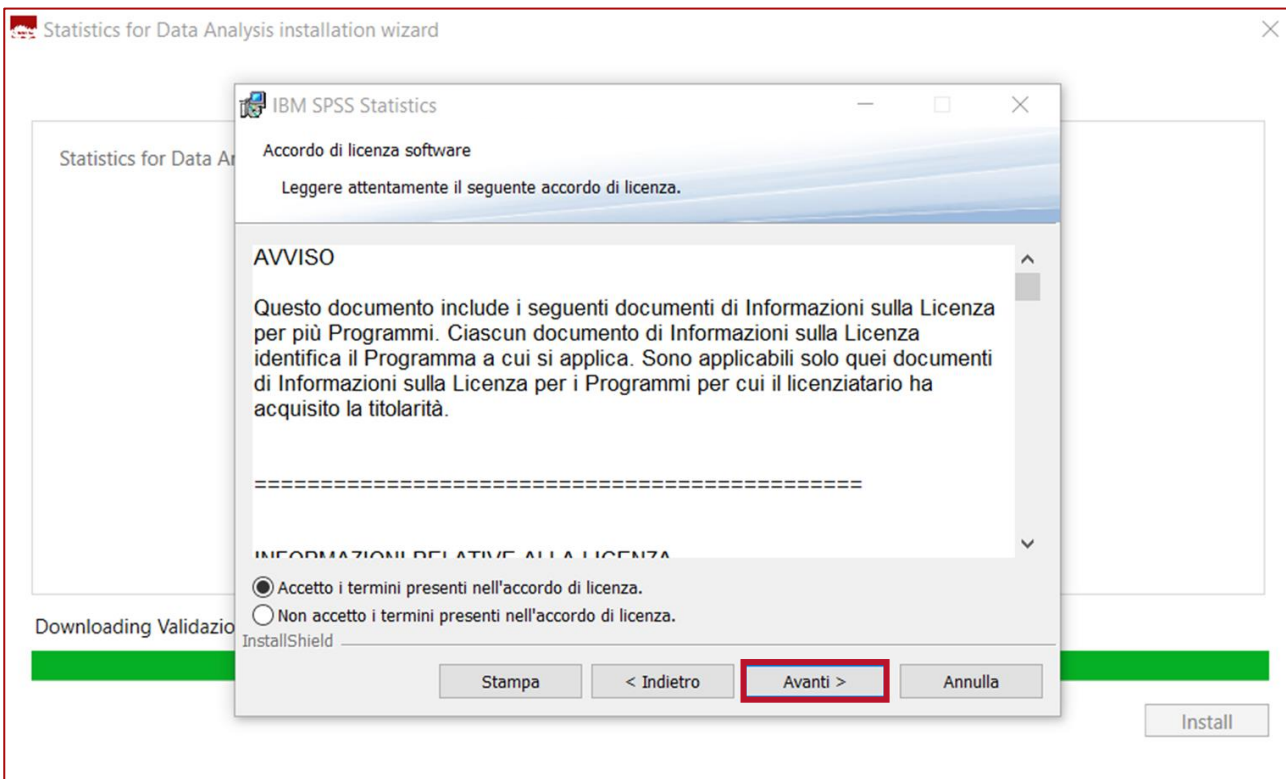 Statistics for Data Analysis installation wizard
IBM SPSS Statistics
Statistics for Data
Accordo di licenza software
Leggere attentamente il seguente accordo di licenza.
AVVISO
Questo documento include i seguenti documenti di Informazioni sulla Licenza
per più Programmi. Ciascun documento di Informazioni sulla Licenza
identifica il Programma a cui si applica. Sono applicabili solo quei documenti
di Informazioni sulla Licenza per i Programmi per cui il licenziatario ha
acquisito la titolarità.
==============================================
INFORMAZIONI RELATIVE ALLA LICENZA
Accetto i termini presenti nell'accordo di licenza.
Non accetto i termini presenti nell'accordo di licenza.
Downloading
InstallShield
Stampa
< Indietro
Avanti >
Annulla
Install